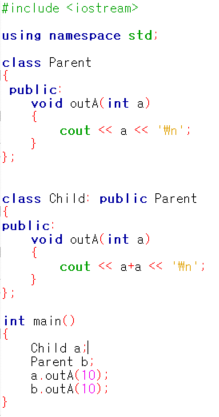 #include <iostream>
using namespace std;
class Parent
{
public:
void outA(int a)
{
cout << a << '₩n';
}
};
class Child: public Parent
{
public:
void outA(int a)
{
cout << a+a << '₩n';
}
};
int main()
{
Child a;
Parent b;
a.outA(10);
b.outA(10);
}